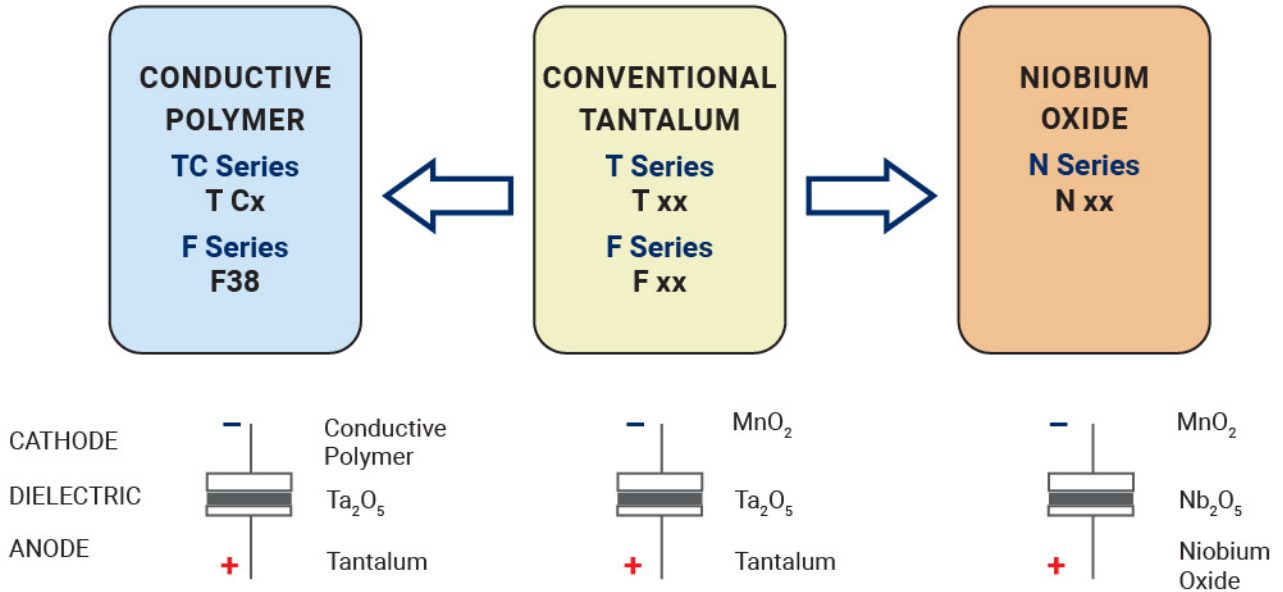 CONDUCTIVE
POLYMER
TC Series
T Cx
F Series
F38
CONVENTIONAL
TANTALUM
T Series
T xx
F Series
F xx
NIOBIUM
OXIDE
N Series
N xx
CATHODE
DIELECTRIC
ANODE
−
+
Conductive
Polymer
Ta₂O₅
Tantalum
−
+
MnO₂
Ta₂O₅
Tantalum
−
+
MnO₂
Nb₂O₅
Niobium
Oxide